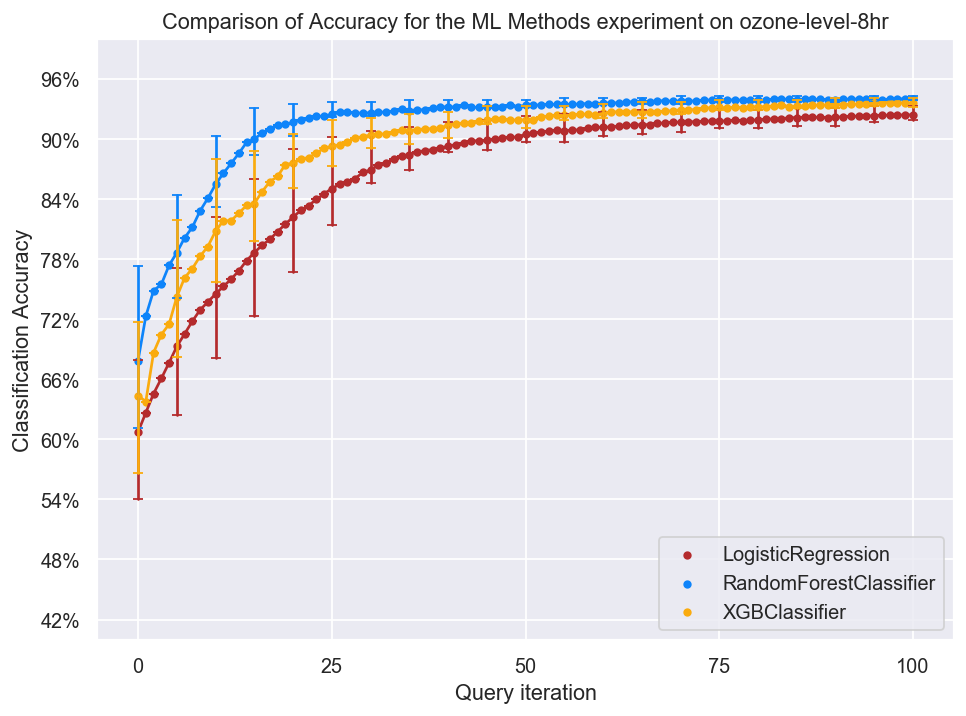 Comparison of Accuracy for the ML Methods experiment on ozone-level-8hr
96%
90%
84%
78%
72%
66%
60%
54%
48%
42%
Classification Accuracy
LogisticRegression
RandomForestClassifier
XGBClassifier
0
25
50
75
100
Query iteration